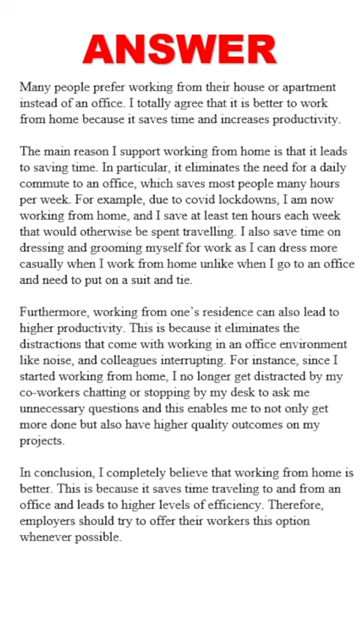 ANSWER
Many people prefer working from their house or apartment
instead of an office. I totally agree that it is better to work
from home because it saves time and increases productivity.
The main reason I support working from home is that it leads
to saving time. In particular, it eliminates the need for a daily
commute to an office, which saves most people many hours
per week. For example, due to covid lockdowns, I am now
working from home, and I save at least ten hours each week
that would otherwise be spent travelling. I also save time on
dressing and grooming myself for work as I can dress more
casually when I work from home unlike when I go to an office
and need to put on a suit and tie.
Furthermore, working from one's residence can also lead to
higher productivity. This is because it eliminates the
distractions that come with working in an office environment
like noise, and colleagues interrupting. For instance, since I
started working from home, I no longer get distracted by my
co-workers chatting or stopping by my desk to ask me
unnecessary questions and this enables me to not only get
more done but also have higher quality outcomes on my
projects.
In conclusion, I completely believe that working from home is
better. This is because it saves time traveling to and from an
office and leads to higher levels of efficiency. Therefore,
employers should try to offer their workers this option
whenever possible.